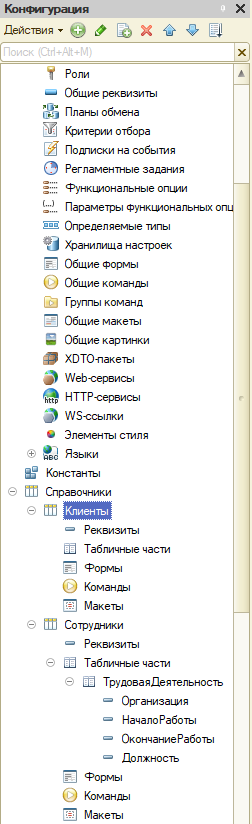 Конфигурация
Действия
Поиск (Ctrl+Alt+M)
Роли
Общие реквизиты
Планы обмена
Критерии отбора
Подписки на события
Регламентные задания
Функциональные опции
Параметры функциональных опц
Определяемые типы
Хранилища настроек
Общие формы
Общие команды
Группы команд
Общие макеты
Общие картинки
XDTO-пакеты
Web-сервисы
HTTP-сервисы
WS-ссылки
Элементы стиля
Языки
Константы
Справочники
Клиенты
Реквизиты
Табличные части
Формы
Команды
Макеты
Сотрудники
Реквизиты
Табличные части
ТрудоваяДеятельность
Организация
НачалоРаботы
ОкончаниеРаботы
Должность
Формы
Команды
Макеты